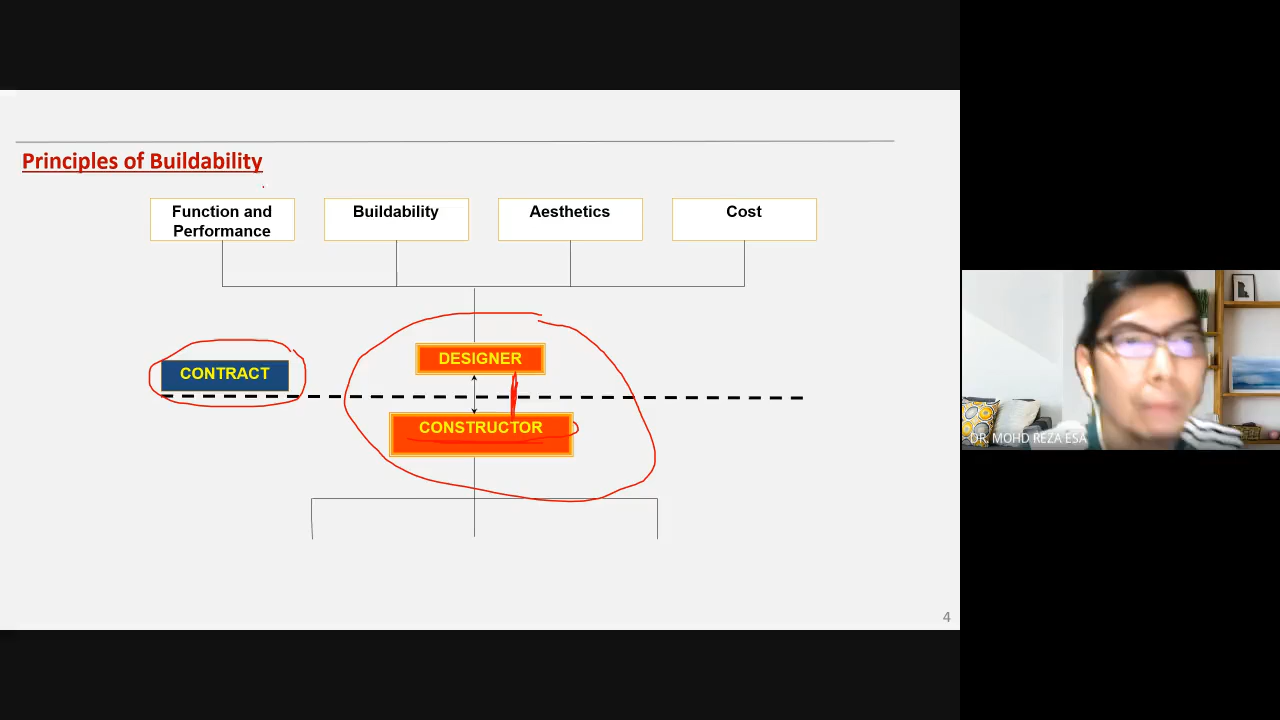 Principles of Buildability
Function and
Performance
Buildability
Aesthetics
Cost
DESIGNER
CONTRACT
CONSTRUCTOR
DR. MOHD REZA ESA
4